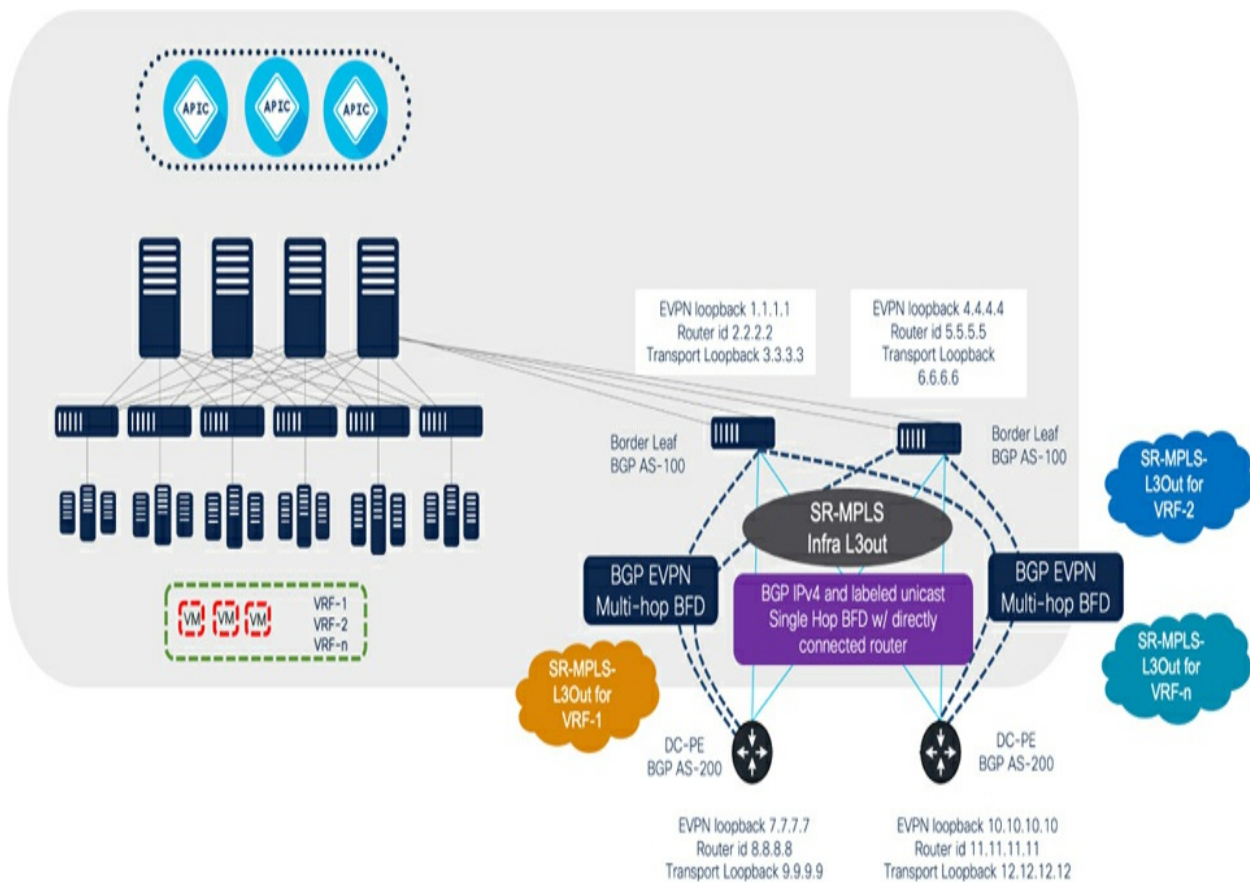 APIC
APIC
APIC
EVPN loopback 1.1.1.1
Router id 2.2.2.2
Transport Loopback 3.3.3.3
EVPN loopback 4.4.4.4
Router id 5.5.5.5
Transport Loopback
6.6.6.6
Border Leaf
BGP AS-100
Border Leaf
BGP AS-100
SR-MPLS-
L3Out for
VRF-2
SR-MPLS
Infra L3out
BGP EVPN
Multi-hop BFD
BGP IPv4 and labeled unicast
Single Hop BFD w/ directly
connected router
BGP EVPN
Multi-hop BFD
VM
VM
VM
VRF-1
VRF-2
VRF-n
SR-MPLS-
L3Out for
VRF-1
SR-MPLS-
L3Out for
VRF-n
DC-PE
BGP AS-200
DC-PE
BGP AS-200
EVPN loopback 7.7.7.7
Router id 8.8.8.8
Transport Loopback 9.9.9.9
EVPN loopback 10.10.10.10
Router id 11.11.11.11
Transport Loopback 12.12.12.12